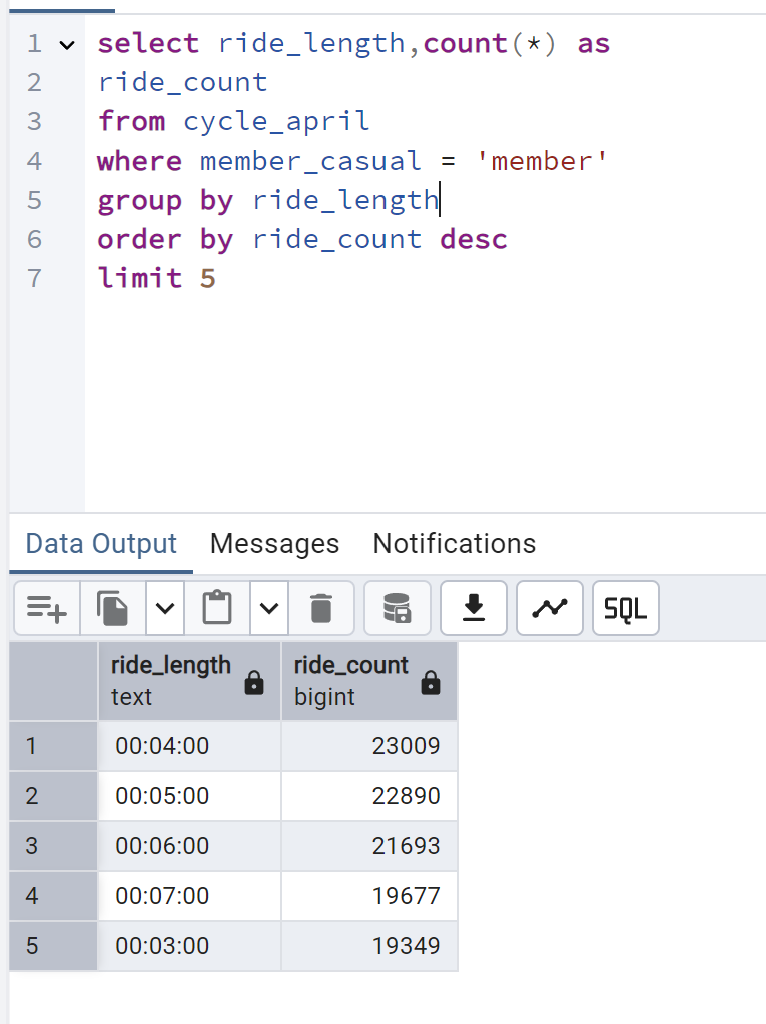 1 select ride_length,count(*) as
2 ride_count
3 from cycle_april
4 where member_casual = 'member'
5 group by ride_length
6 order by ride_count desc
7 limit 5
Data Output Messages Notifications
SQL
ride_length ride_count
text bigint
1 00:04:00 23009
2 00:05:00 22890
3 00:06:00 21693
4 00:07:00 19677
5 00:03:00 19349